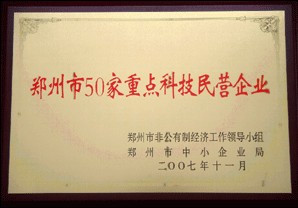 郑州市50家重点科技民营企业
郑州市非公有制经济工作领导小组
郑州市中小企业局
二〇〇七年十一月